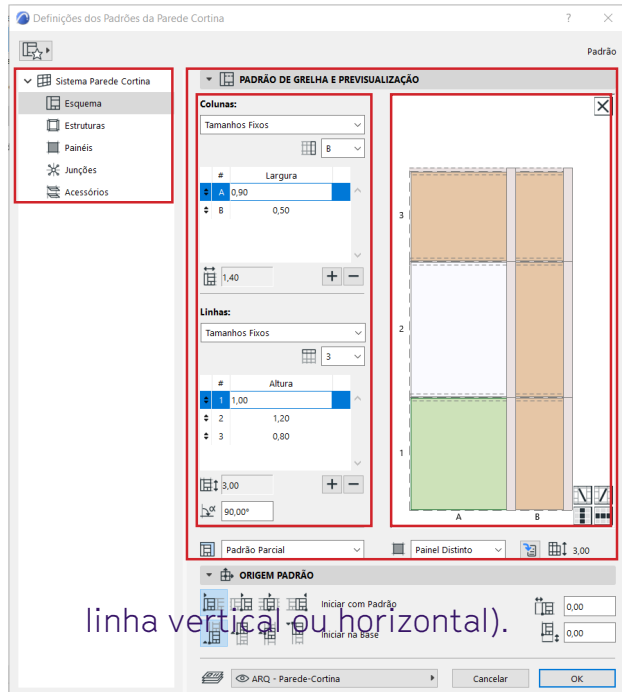 Definições dos Padrões da Parede Cortina ?
Padrão
Sistema Parede Cortina
Esquema
Estruturas
Painéis
Junções
Acessórios
PADRÃO DE GRELHA E PREVISUALIZAÇÃO
Colunas:
Tamanhos Fixos
B
# Largura
A 0,90
B 0,50
1,40
Linhas:
Tamanhos Fixos
3
# Altura
1 1,00
2 1,20
3 0,80
3,00
α 90,00°
3
2
1
A B
Padrão Parcial
Painel Distinto
3,00
ORIGEM PADRÃO
Iniciar com Padrão
0,00
Iniciar na Base
0,00
linha vertical ou horizontal).
ARQ - Parede-Cortina
Cancelar
OK